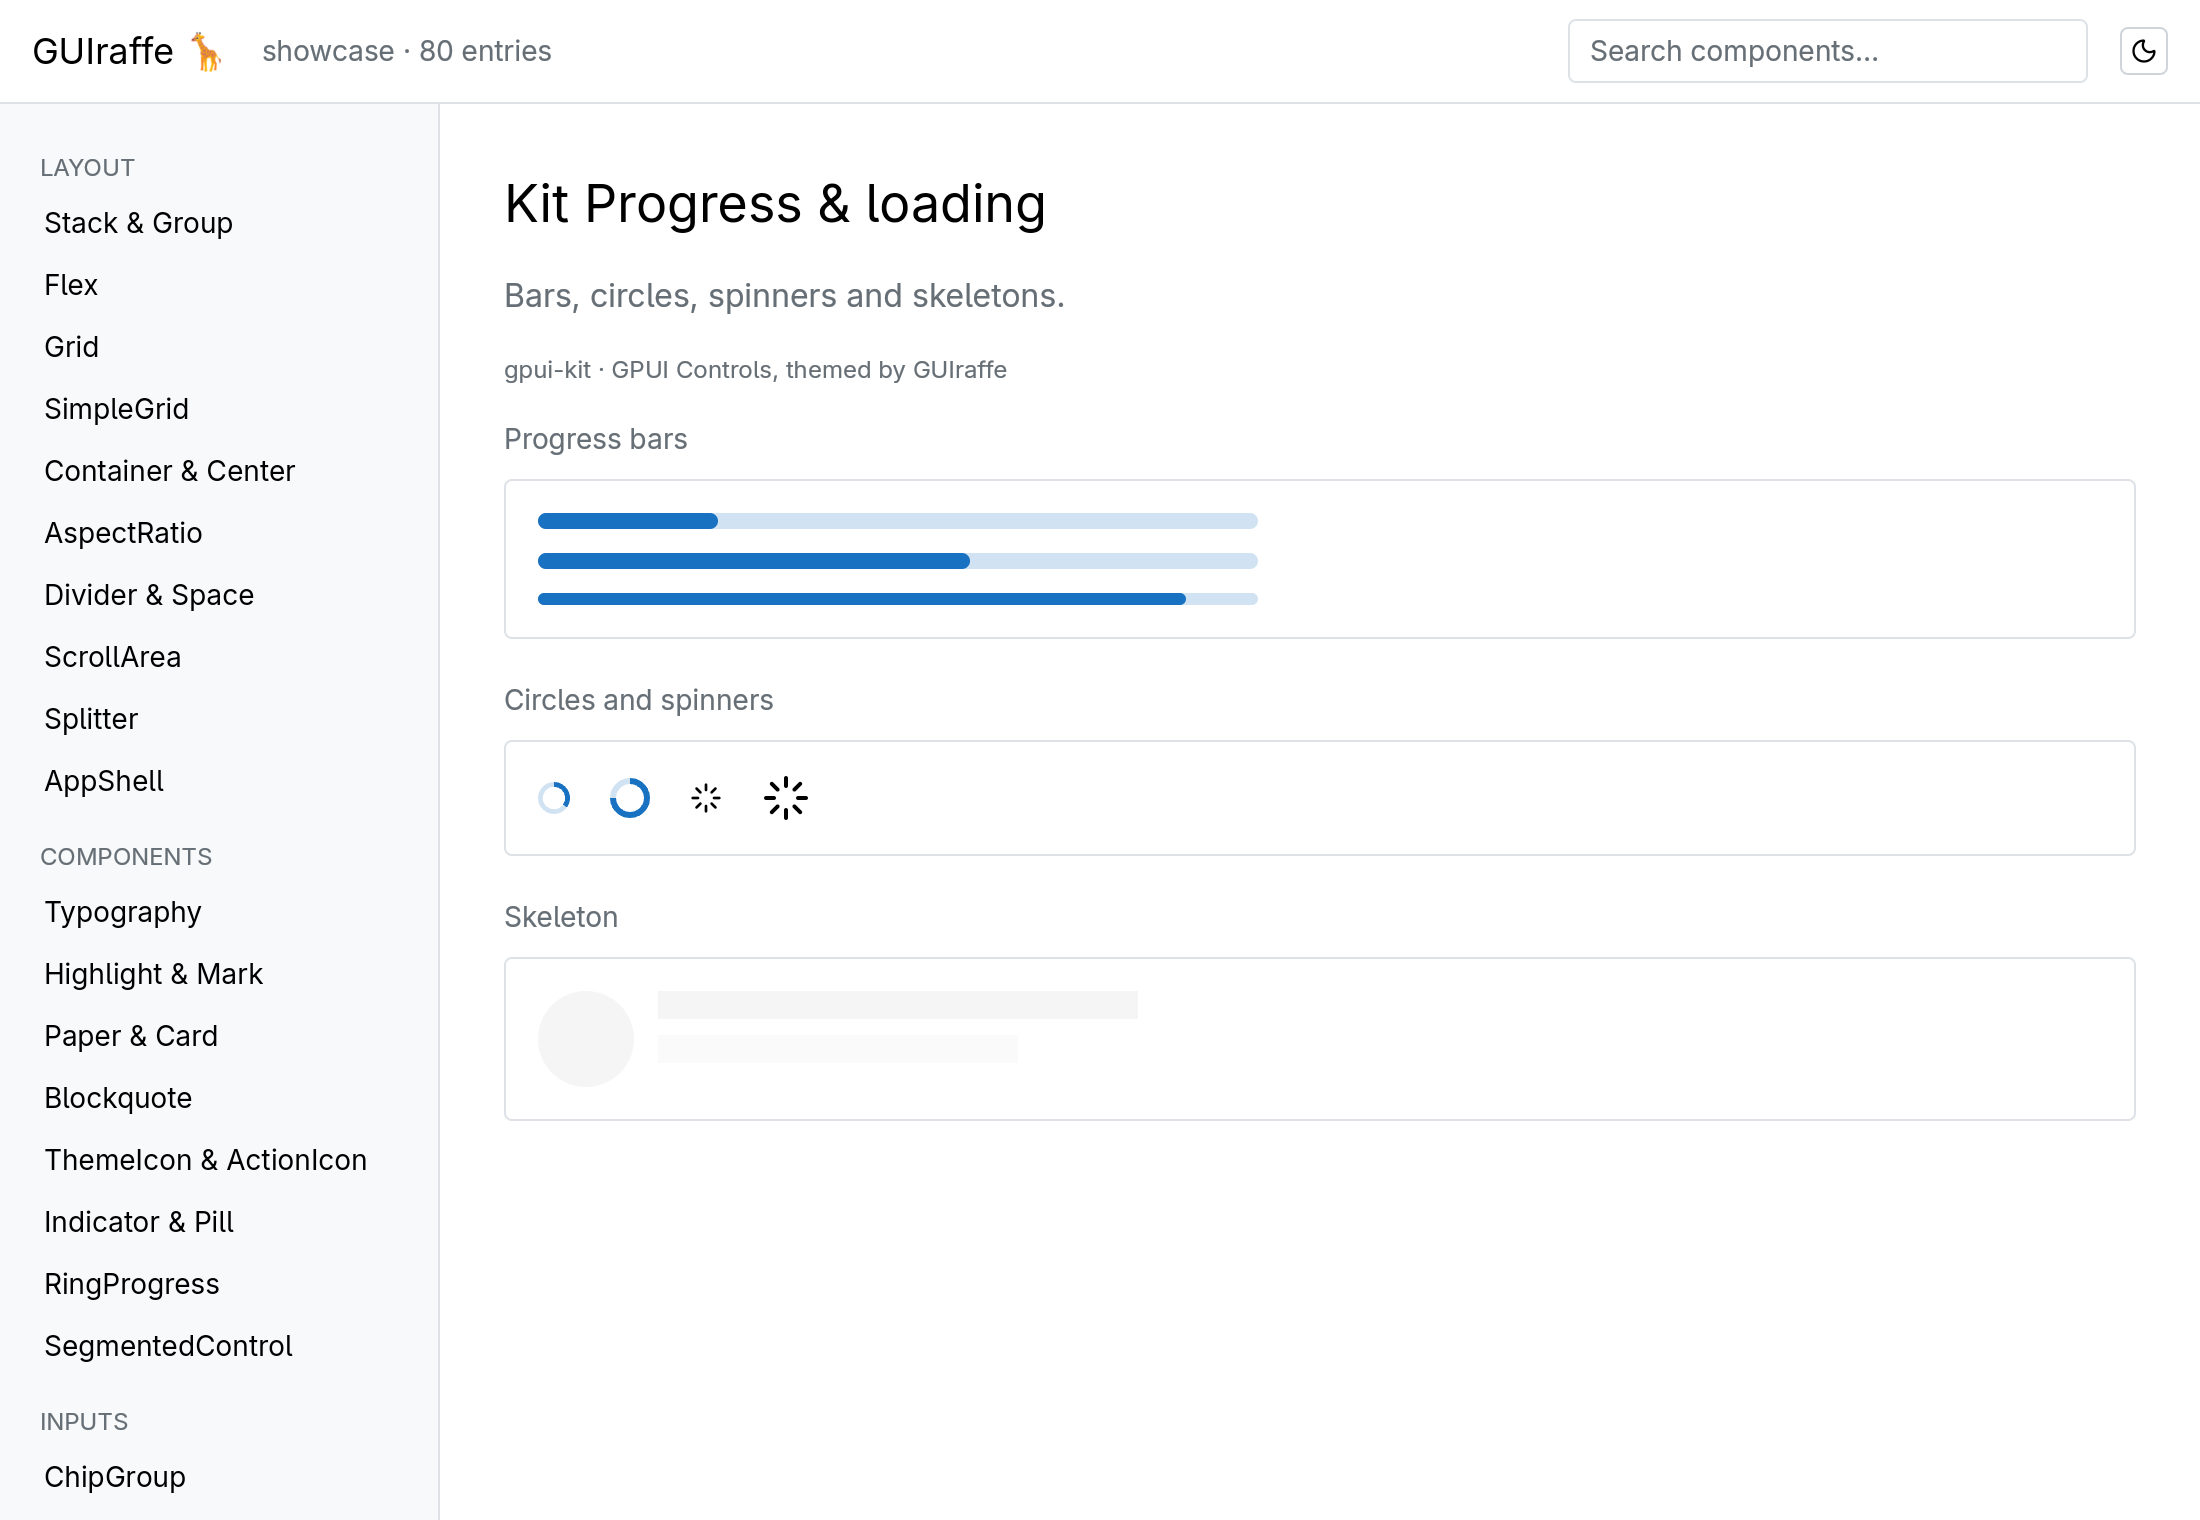 GUIraffe 🦒 showcase · 80 entries
Search components...
LAYOUT
Stack & Group
Flex
Grid
SimpleGrid
Container & Center
AspectRatio
Divider & Space
ScrollArea
Splitter
AppShell
COMPONENTS
Typography
Highlight & Mark
Paper & Card
Blockquote
ThemeIcon & ActionIcon
Indicator & Pill
RingProgress
SegmentedControl
INPUTS
ChipGroup
Kit Progress & loading
Bars, circles, spinners and skeletons.
gpui-kit · GPUI Controls, themed by GUIraffe
Progress bars
Circles and spinners
Skeleton